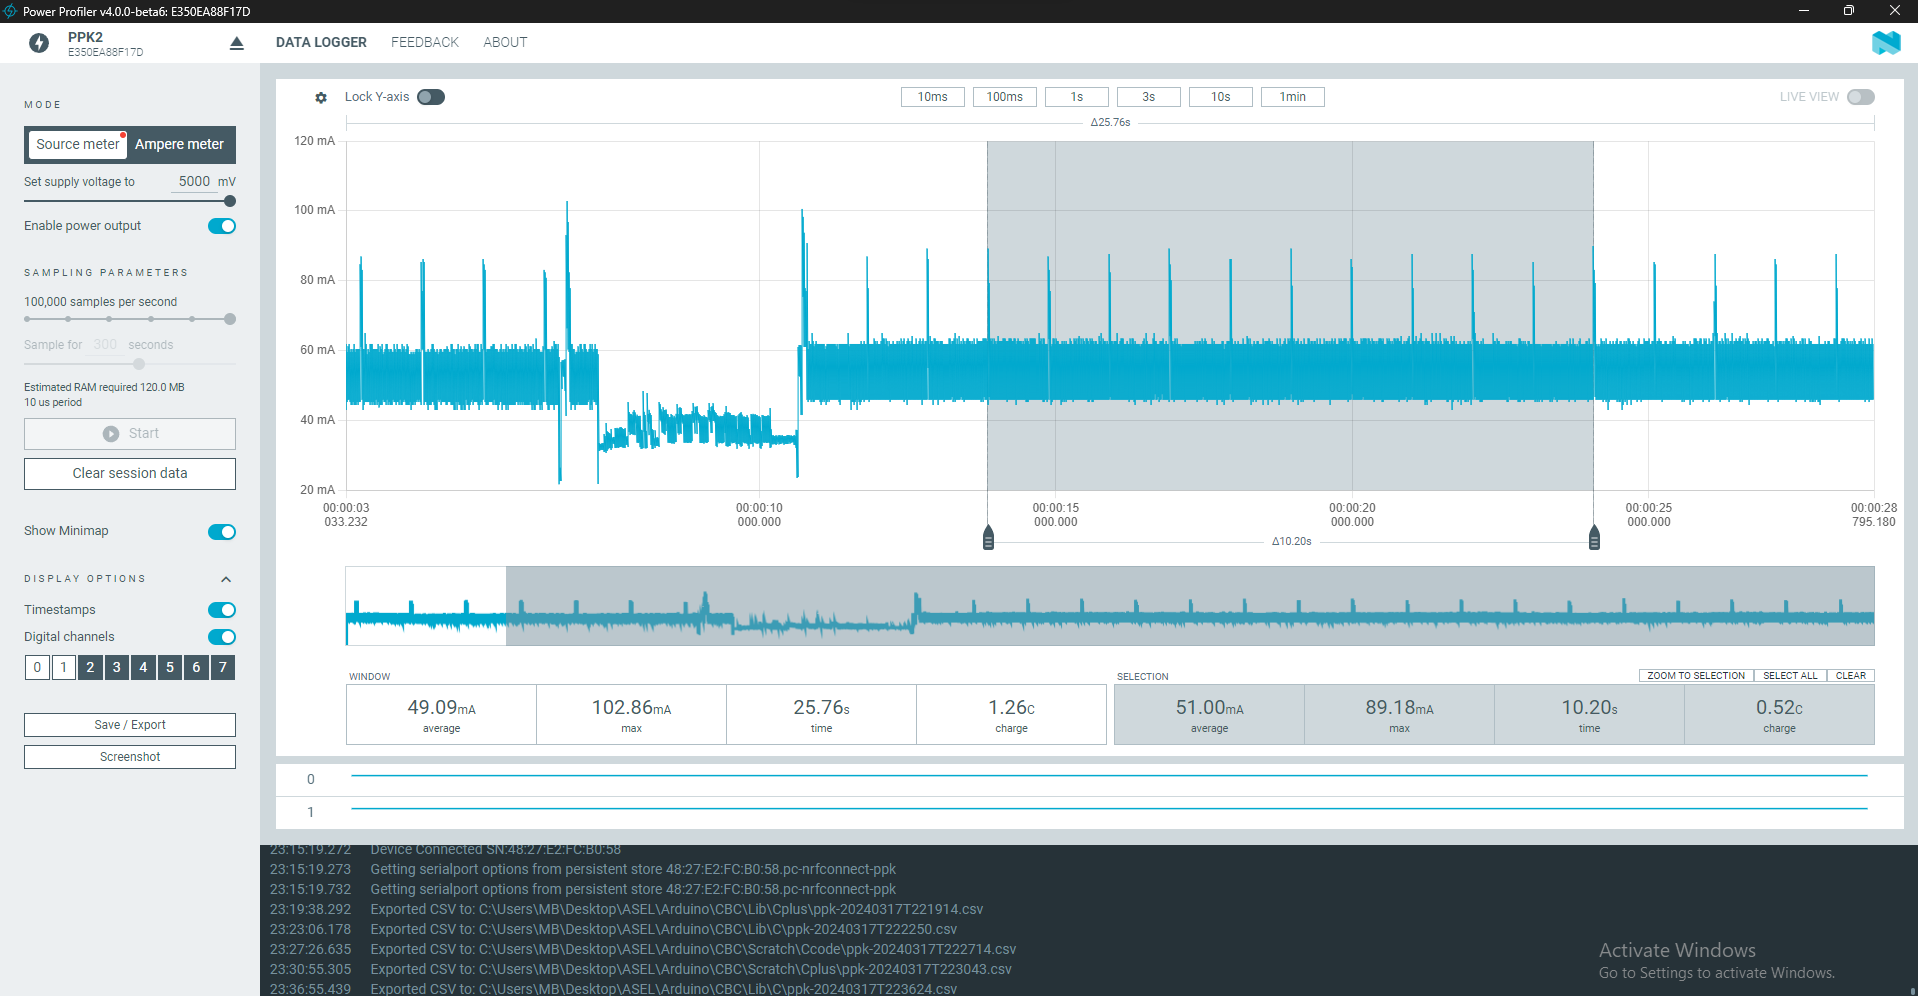 Power Profiler v4.0.0-beta6: E350EA88F17D
PPK2
E350EA88F17D
DATA LOGGER FEEDBACK ABOUT
MODE
Source meter Ampere meter
Set supply voltage to 5000 mV
Enable power output
SAMPLING PARAMETERS
100,000 samples per second
Sample for 300 seconds
Estimated RAM required 120.0 MB
10 us period
Start
Clear session data
Show Minimap
DISPLAY OPTIONS
Timestamps
Digital channels
0 1 2 3 4 5 6 7
Save / Export
Screenshot
Lock Y-axis
10ms 100ms 1s 3s 10s 1min
LIVE VIEW
Δ25.76s
120 mA
100 mA
80 mA
60 mA
40 mA
20 mA
00:00:03 00:00:10 00:00:15 00:00:20 00:00:25 00:00:28
033.232 000.000 000.000 000.000 000.000 795.180
Δ10.20s
WINDOW
49.09mA 102.86mA 25.76s 1.26C
average max time charge
SELECTION
ZOOM TO SELECTION SELECT ALL CLEAR
51.00mA 89.18mA 10.20s 0.52C
average max time charge
0
1
23:15:19.272 Device Connected SN:48:27:E2:FC:B0:58
23:15:19.273 Getting serialport options from persistent store 48:27:E2:FC:B0:58.pc-nrfconnect-ppk
23:15:19.732 Getting serialport options from persistent store 48:27:E2:FC:B0:58.pc-nrfconnect-ppk
23:19:38.292 Exported CSV to: C:\Users\MB\Desktop\ASEL\Arduino\CBC\Lib\Cplus\ppk-20240317T221914.csv
23:23:06.178 Exported CSV to: C:\Users\MB\Desktop\ASEL\Arduino\CBC\Lib\C\ppk-20240317T222250.csv
23:27:26.635 Exported CSV to: C:\Users\MB\Desktop\ASEL\Arduino\CBC\Scratch\Ccode\ppk-20240317T222714.csv
23:30:55.305 Exported CSV to: C:\Users\MB\Desktop\ASEL\Arduino\CBC\Scratch\Cplus\ppk-20240317T223043.csv
23:36:55.439 Exported CSV to: C:\Users\MB\Desktop\ASEL\Arduino\CBC\Lib\C\ppk-20240317T223624.csv
Activate Windows
Go to Settings to activate Windows.